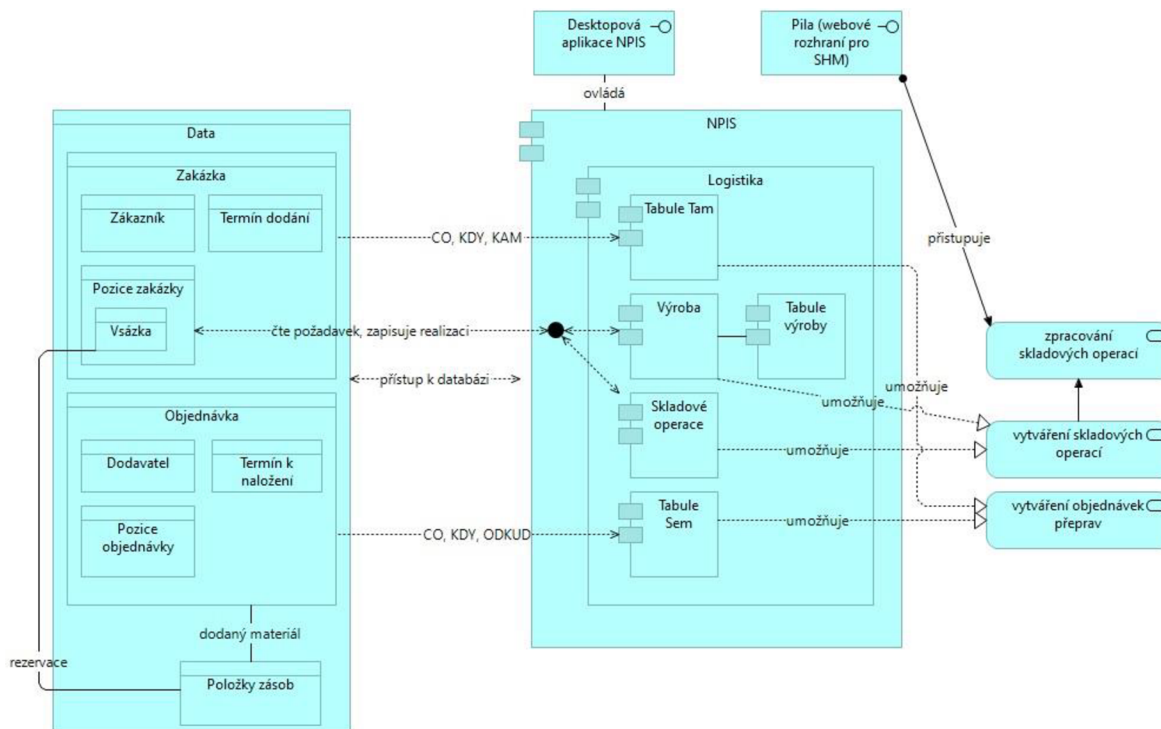 Desktopová
aplikace NPIS
Pila (webové
rozhraní pro
SHM)
ovládá
Data
NPIS
Zakázka
Logistika
Zákazník
Termín dodání
Tabule Tam
CO, KDY, KAM
přistupuje
Pozice zakázky
Vsázka
Výroba
Tabule
výroby
čte požadavek, zapisuje realizaci
zpracování
skladových operací
přístup k databázi
umožňuje
umožňuje
Objednávka
Skladové
operace
vytváření skladových
operací
Dodavatel
Termín k
naložení
umožňuje
Pozice
objednávky
Tabule
Sem
vytváření objednávek
přeprav
umožňuje
CO, KDY, ODKUD
dodaný materiál
rezervace
Položky zásob